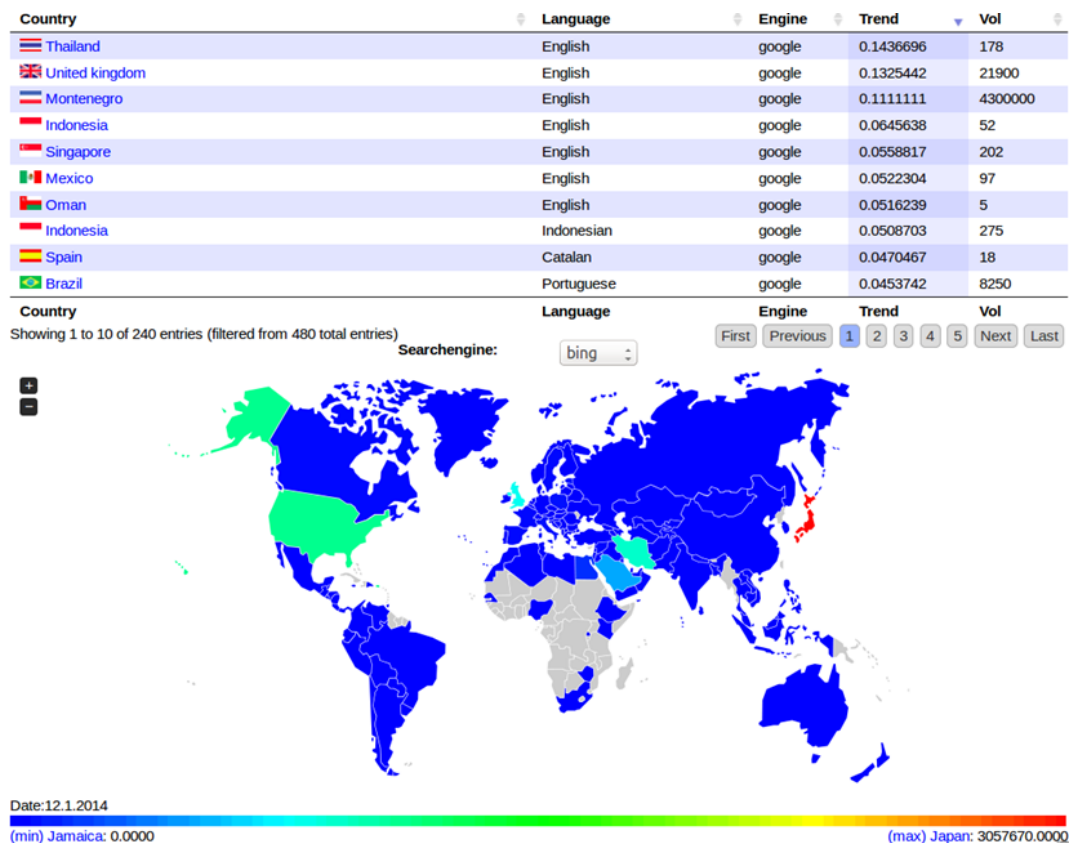 Country Language Engine Trend Vol
Thailand English google 0.1436696 178
United kingdom English google 0.1325442 21900
Montenegro English google 0.1111111 4300000
Indonesia English google 0.0645638 52
Singapore English google 0.0558817 202
Mexico English google 0.0522304 97
Oman English google 0.0516239 5
Indonesia Indonesian google 0.0508703 275
Spain Catalan google 0.0470467 18
Brazil Portuguese google 0.0453742 8250
Country Language Engine Trend Vol
Showing 1 to 10 of 240 entries (filtered from 480 total entries) First Previous 1 2 3 4 5 Next Last
Searchengine: bing
+
−
Date:12.1.2014
(min) Jamaica: 0.0000 (max) Japan: 3057670.0000